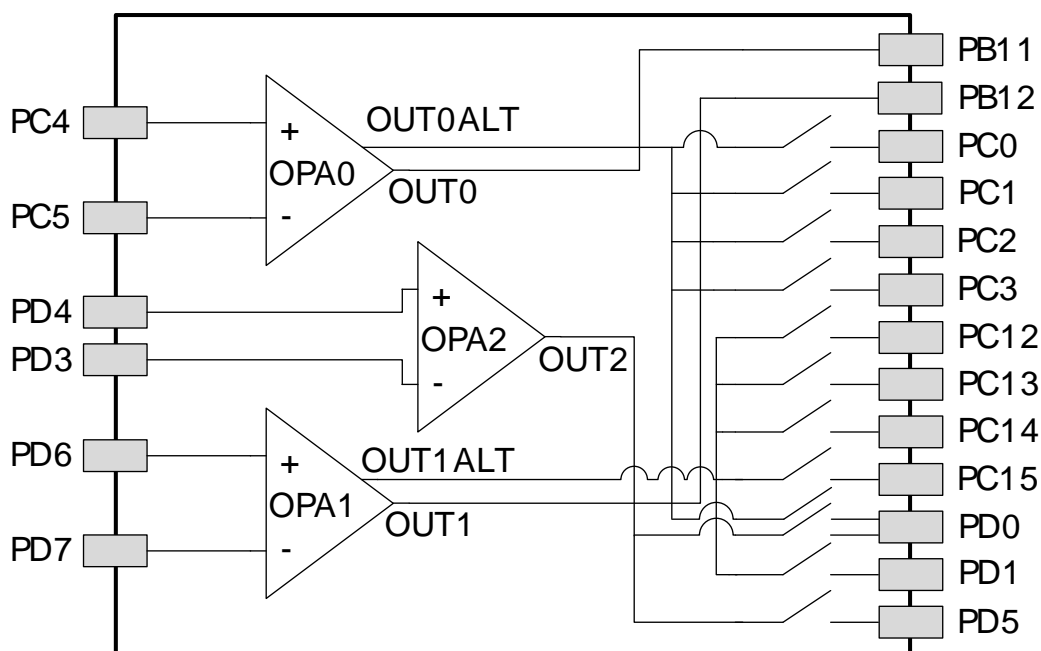 PB11
PB12
PC4
+
OUT0ALT
PC0
OPA0
OUT0
PC1
PC5
-
PC2
PD4
+
PC3
OPA2
OUT2
PC12
PD3
-
PC13
PC14
PD6
+
OUT1ALT
PC15
OPA1
OUT1
PD0
PD7
-
PD1
PD5